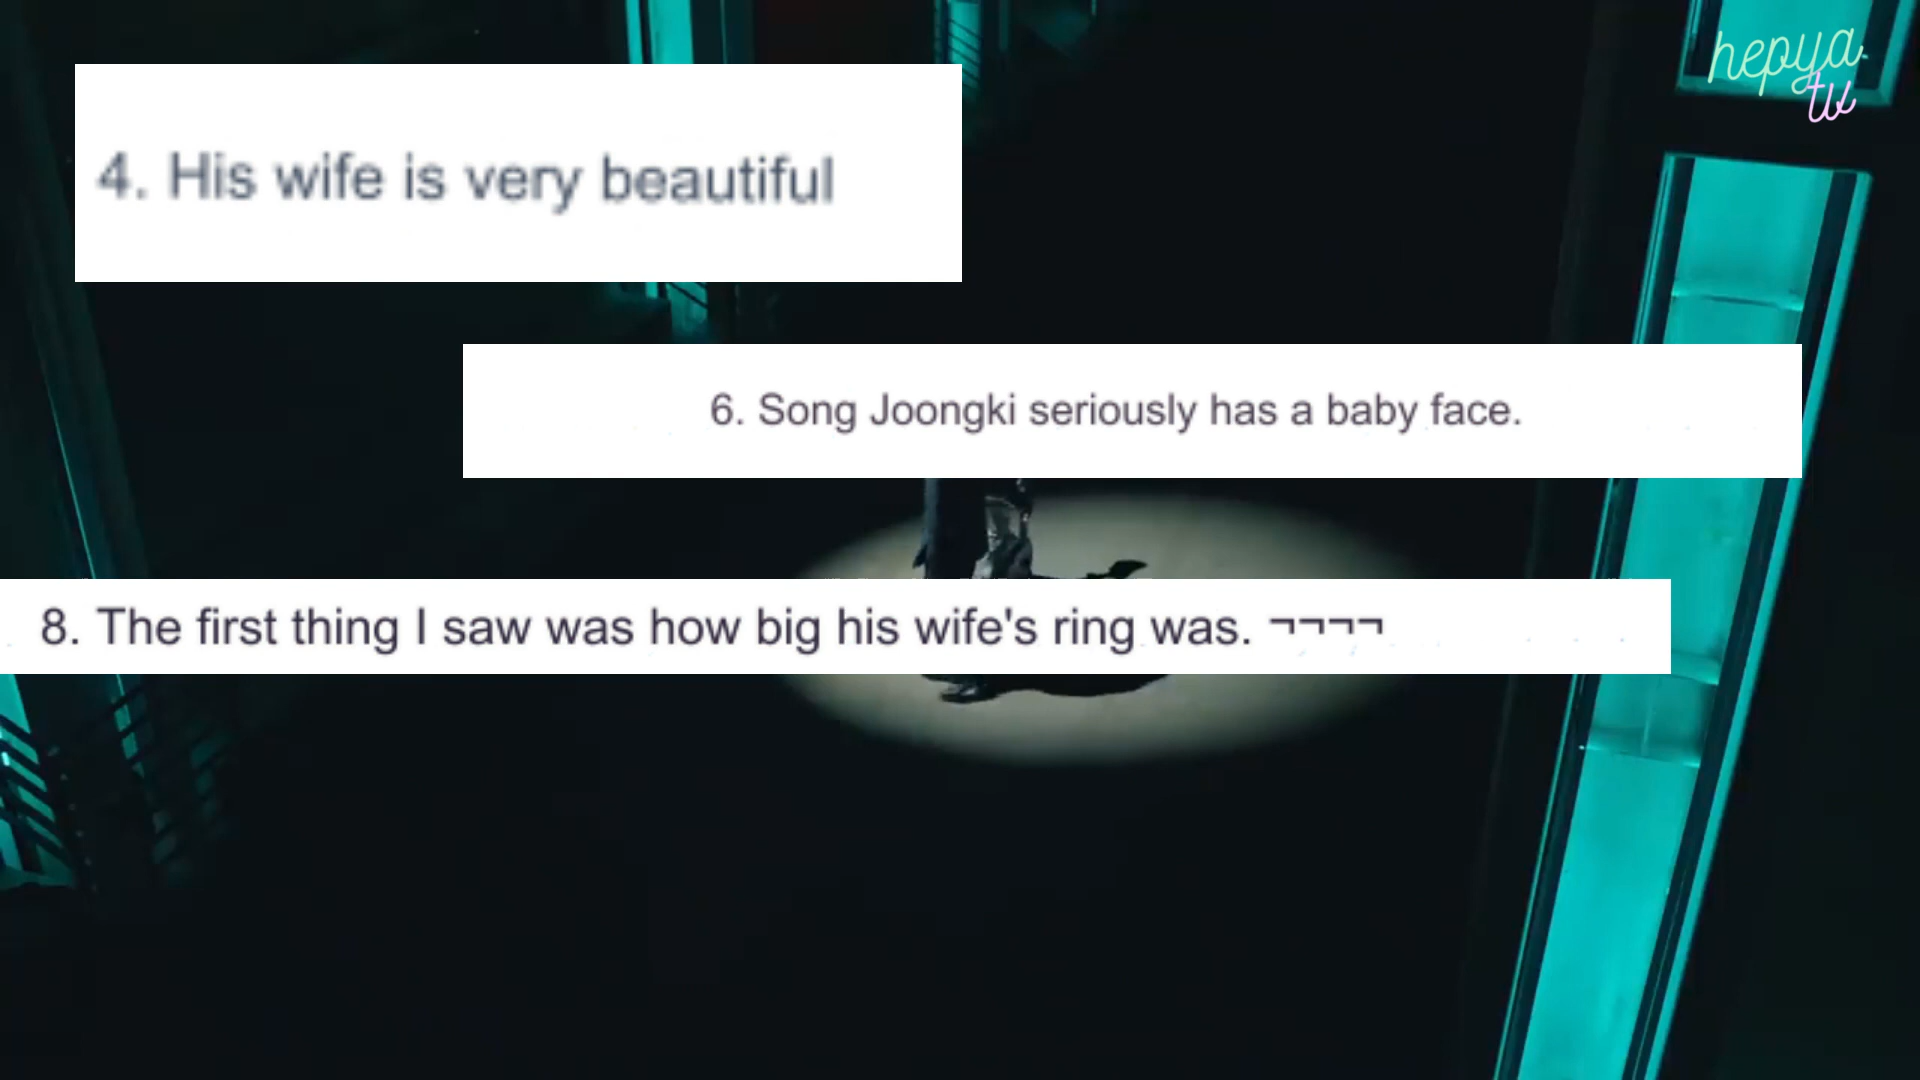 hepya
tv
4. His wife is very beautiful
6. Song Joongki seriously has a baby face.
8. The first thing I saw was how big his wife's ring was. ㄱㄱㄱㄱ